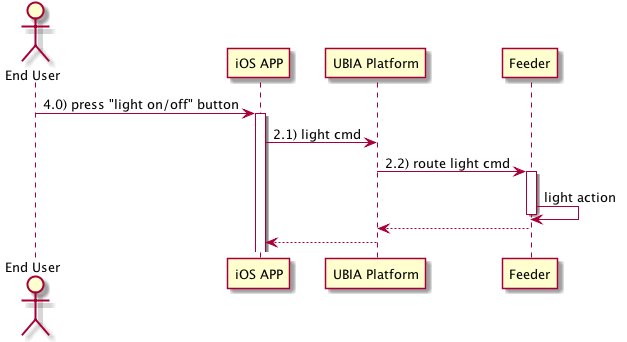 End User
iOS APP
UBIA Platform
Feeder
4.0) press "light on/off" button
2.1) light cmd
2.2) route light cmd
light action
End User
iOS APP
UBIA Platform
Feeder